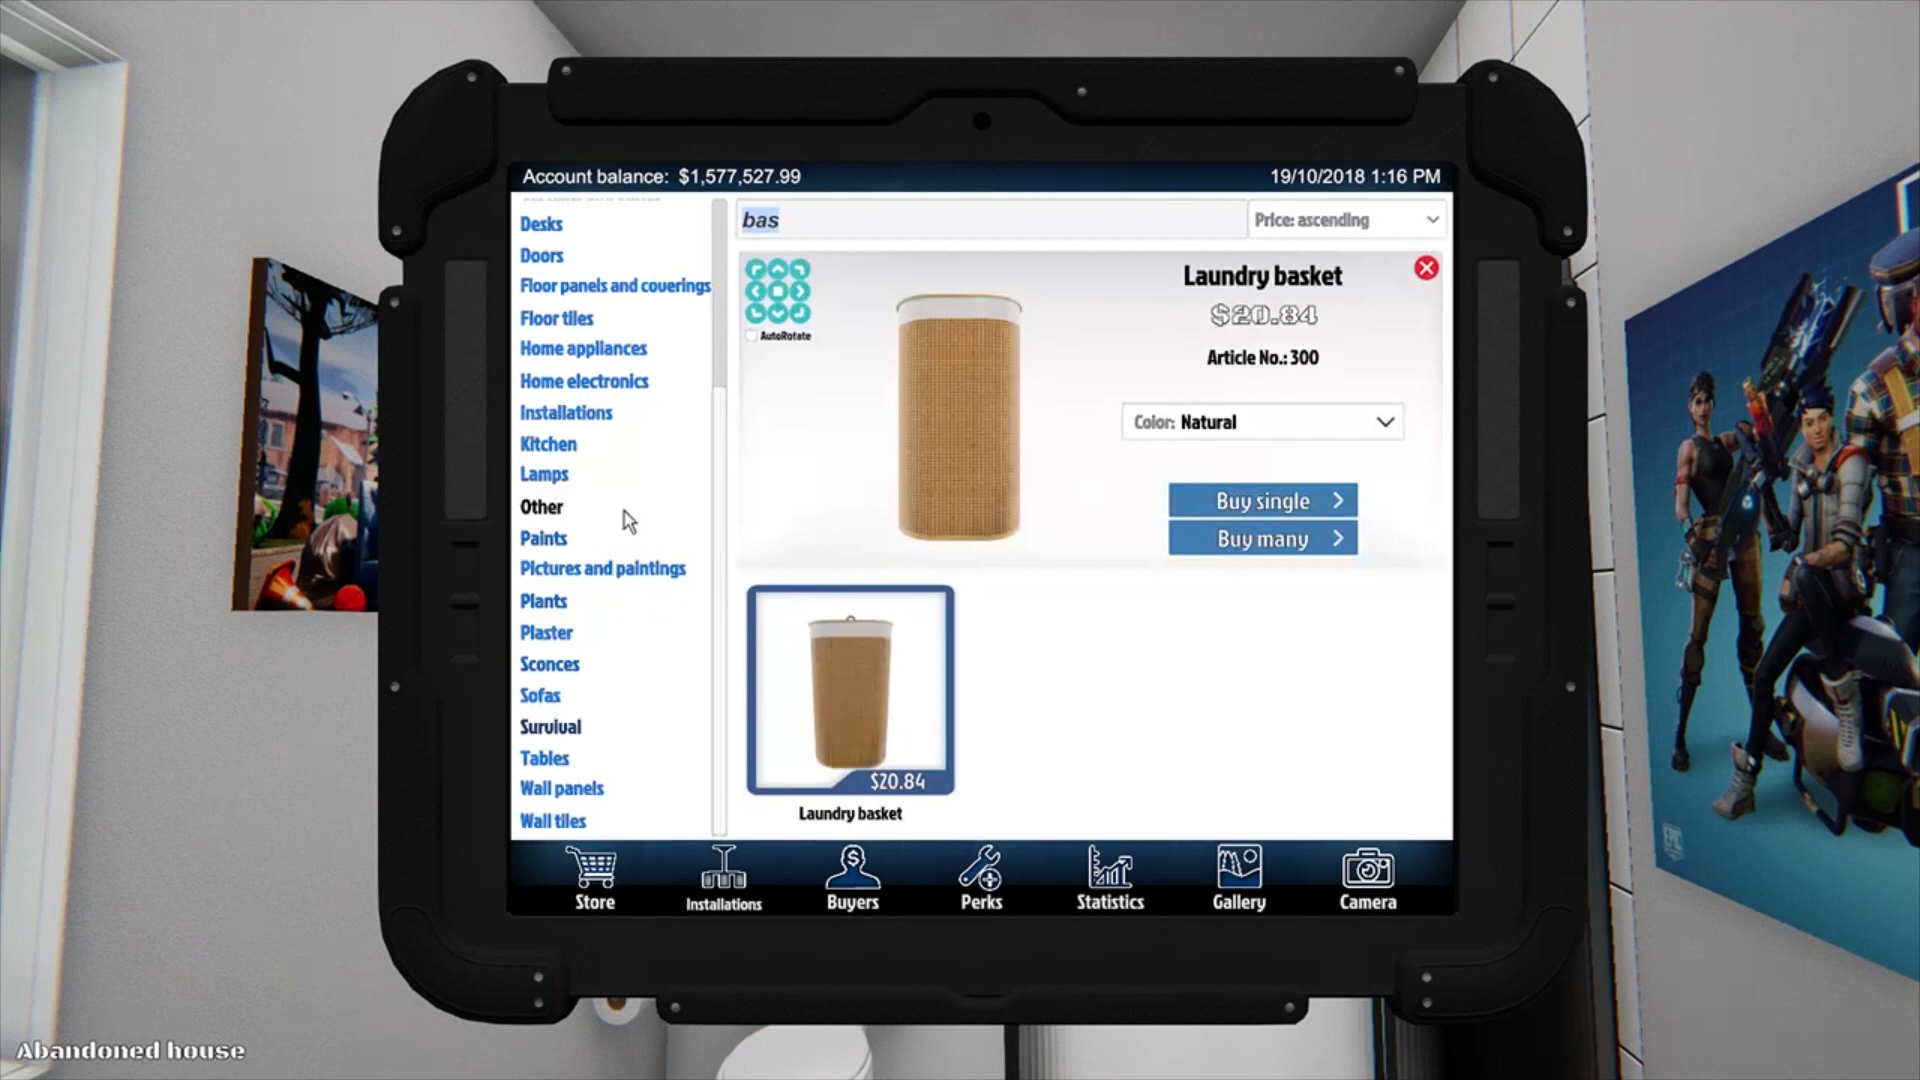 Account balance: $1,577,527.99
19/10/2018 1:16 PM
bas
Price: ascending
Desks
Doors
Floor panels and coverings
Floor tiles
Home appliances
Home electronics
Installations
Kitchen
Lamps
Other
Paints
Pictures and paintings
Plants
Plaster
Sconces
Sofas
Survival
Tables
Wall panels
Wall tiles
AutoRotate
Laundry basket
$20.84
Article No.: 300
Color: Natural
Buy single
Buy many
$20.84
Laundry basket
Store
Installations
Buyers
Perks
Statistics
Gallery
Camera
EPIC
Abandoned house